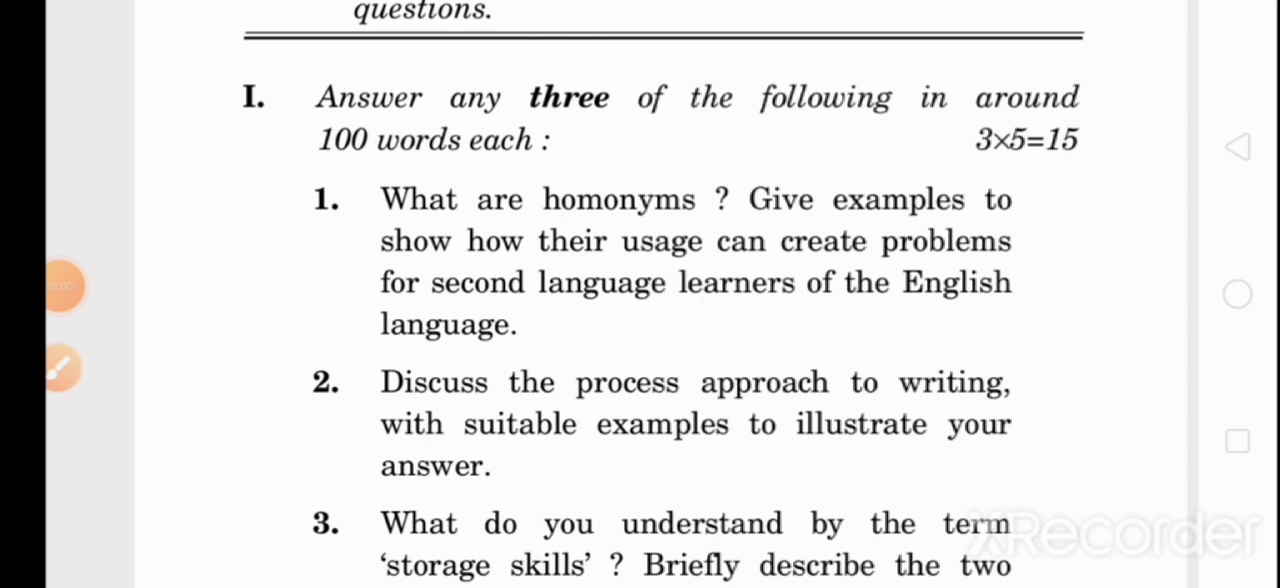 questions.
I. Answer any three of the following in around
100 words each : 3×5=15
1. What are homonyms ? Give examples to
show how their usage can create problems
for second language learners of the English
language.
2. Discuss the process approach to writing,
with suitable examples to illustrate your
answer.
3. What do you understand by the term
‘storage skills’ ? Briefly describe the two
XRecorder